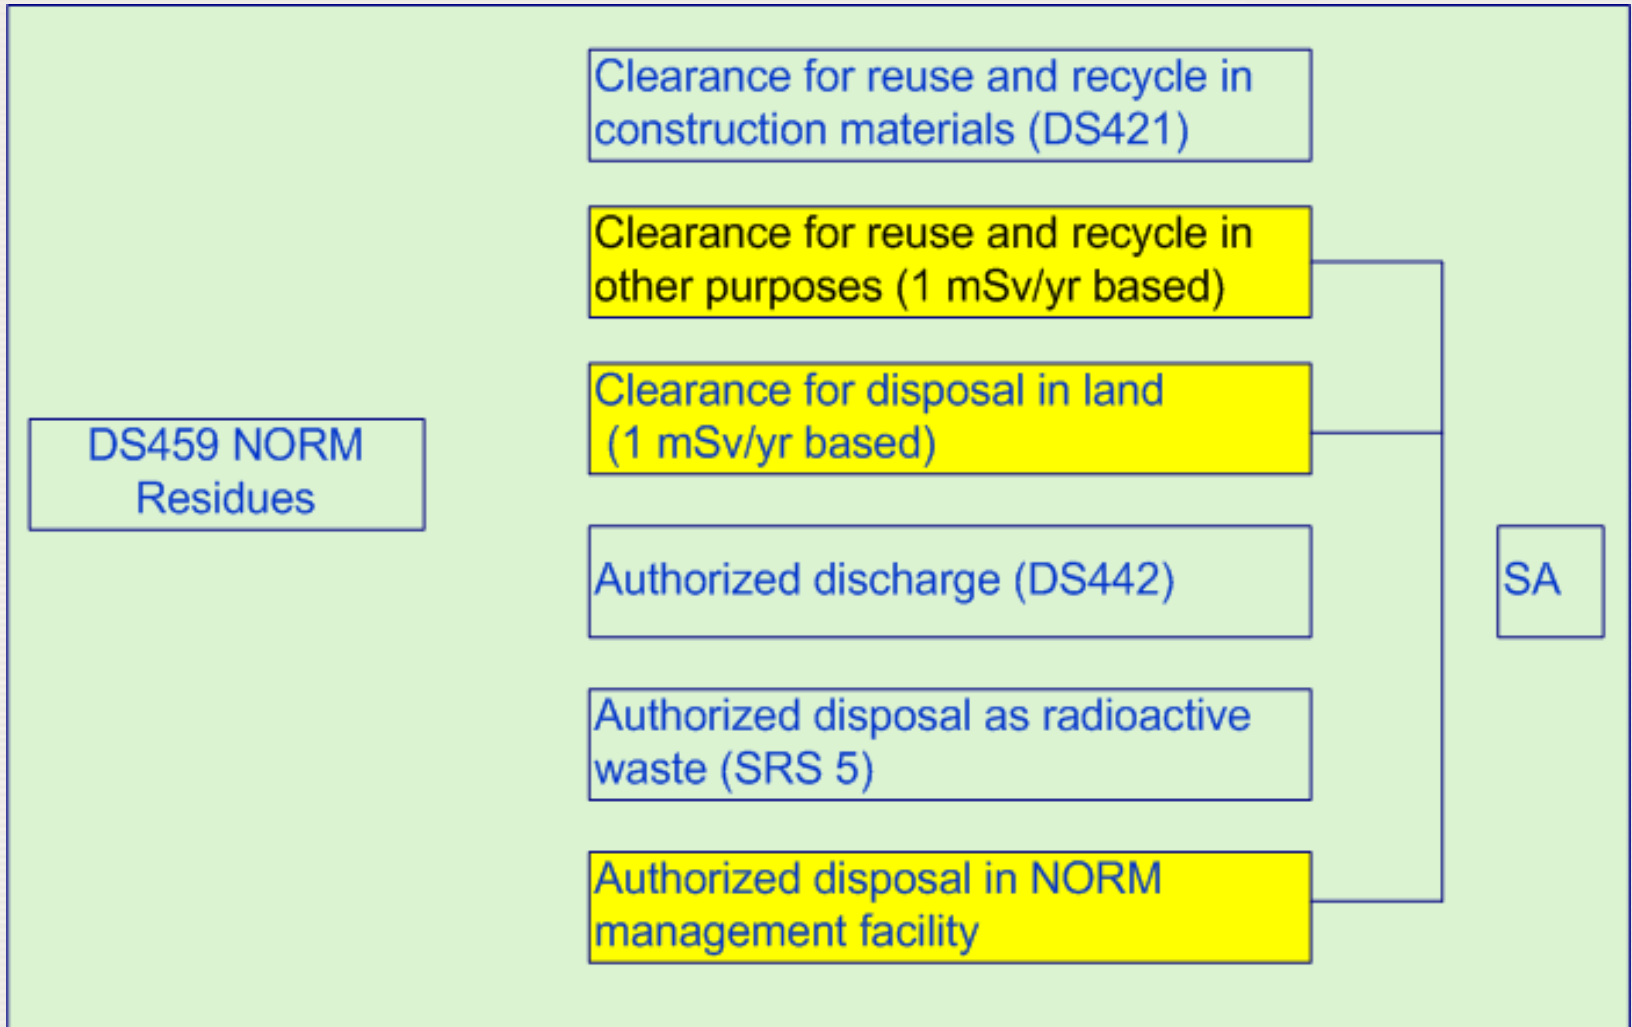 Clearance for reuse and recycle in
construction materials (DS421)
Clearance for reuse and recycle in
other purposes (1 mSv/yr based)
Clearance for disposal in land
(1 mSv/yr based)
DS459 NORM
Residues
Authorized discharge (DS442)
SA
Authorized disposal as radioactive
waste (SRS 5)
Authorized disposal in NORM
management facility